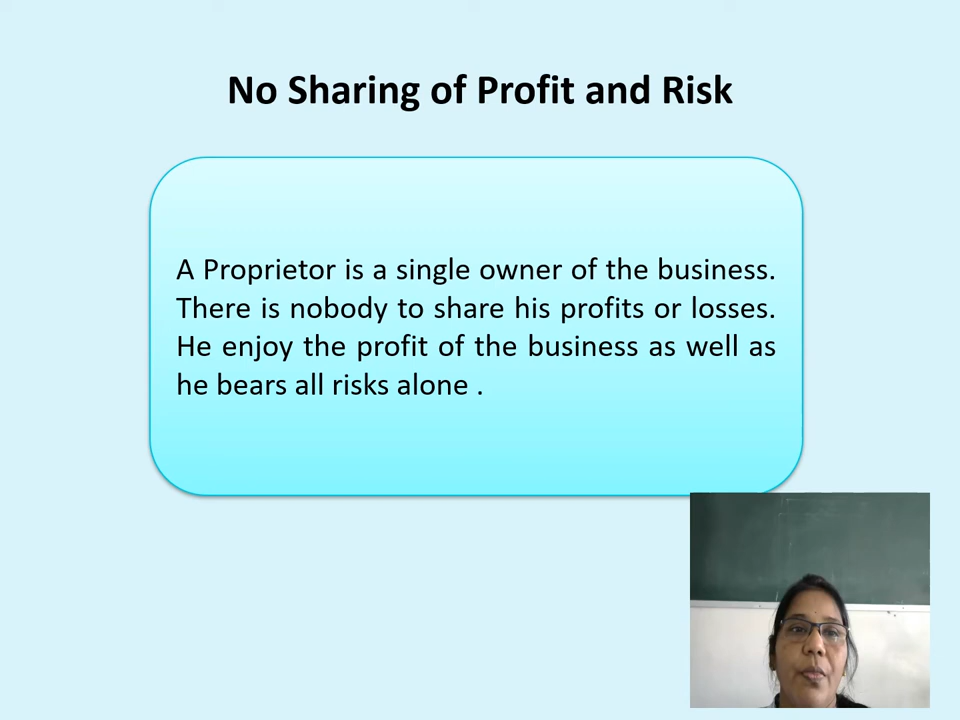 No Sharing of Profit and Risk
A Proprietor is a single owner of the business.
There is nobody to share his profits or losses.
He enjoy the profit of the business as well as
he bears all risks alone .